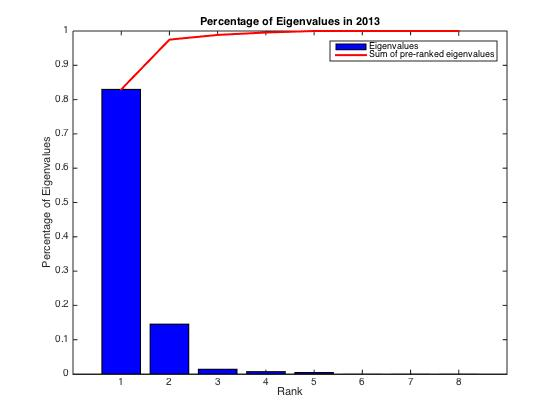 Percentage of Eigenvalues in 2013
1
0.9
0.8
0.7
0.6
0.5
0.4
0.3
0.2
0.1
0
Percentage of Eigenvalues
Eigenvalues
Sum of pre-ranked eigenvalues
1 2 3 4 5 6 7 8
Rank